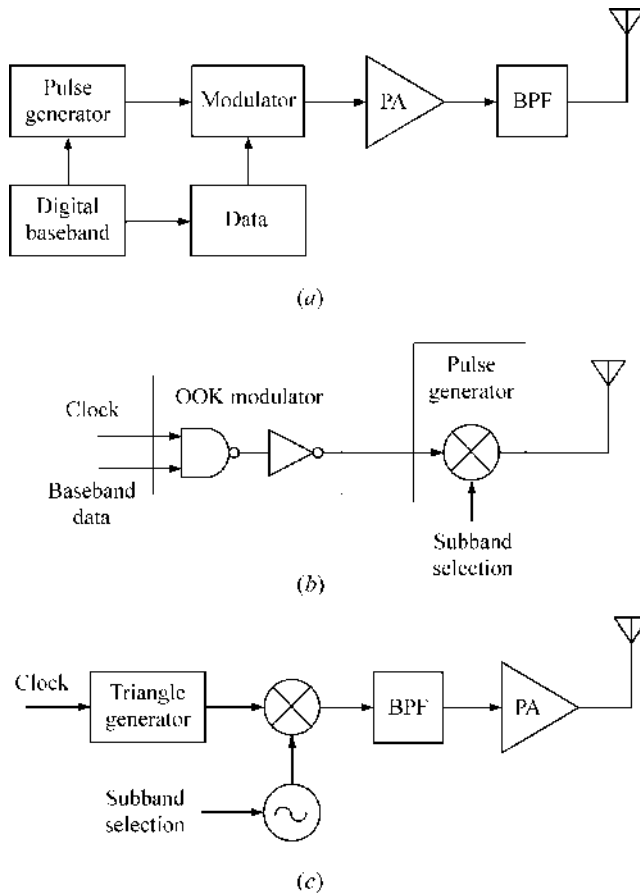 Pulse
generator
Modulator
PA
BPF
Digital
baseband
Data
(a)
Clock
OOK modulator
Pulse
generator
Baseband
data
Subband
selection
(b)
Clock
Triangle
generator
BPF
PA
Subband
selection
(c)